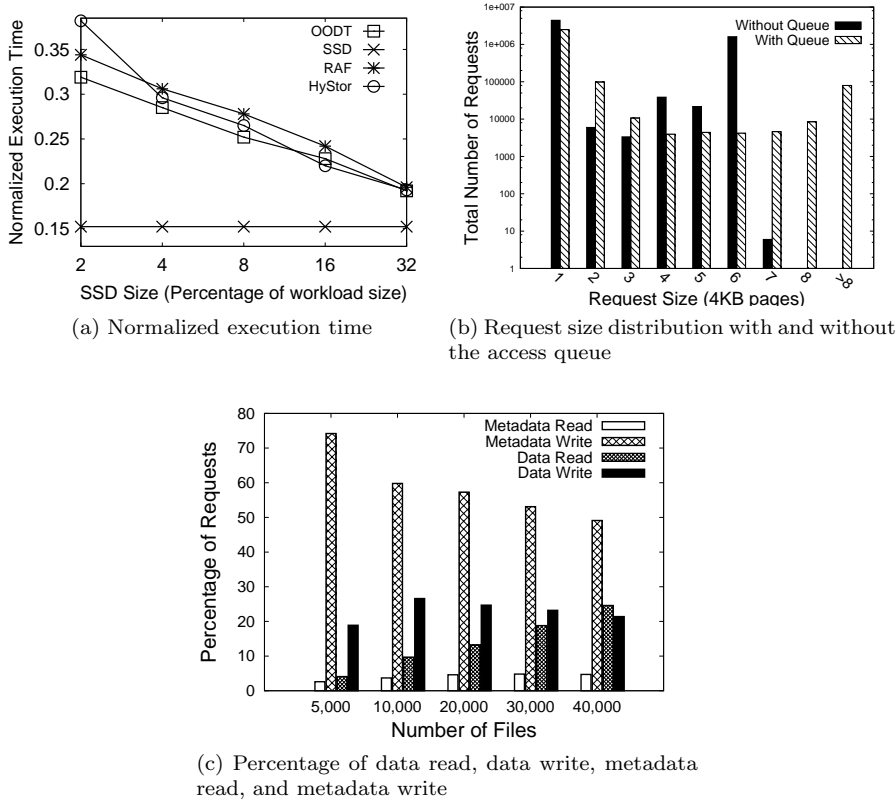 0.35
0.3
0.25
0.2
0.15
Normalized Execution Time
OODT
SSD
RAF
HyStor
2 4 8 16 32
SSD Size (Percentage of workload size)
(a) Normalized execution time
1e+007
1e+006
100000
10000
1000
100
10
1
Total Number of Requests
Without Queue
With Queue
1 2 3 4 5 6 7 8 >8
Request Size (4KB pages)
(b) Request size distribution with and without
the access queue
80
70
60
50
40
30
20
10
0
Percentage of Requests
Metadata Read
Metadata Write
Data Read
Data Write
5,000 10,000 20,000 30,000 40,000
Number of Files
(c) Percentage of data read, data write, metadata
read, and metadata write